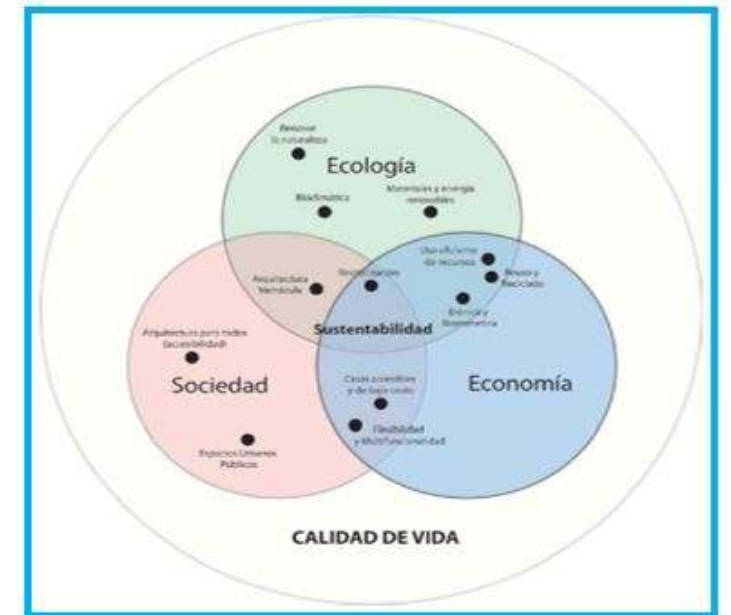 Renovar
la naturaleza
Ecología
Materiales y energía
renovables
Bioclimática
Uso eficiente
de recursos
Reuso y
Reciclado
Arquitectura
Vernácula
Sustentabilidad
Arquitectura para todos
(accesibilidad)
Sociedad
Economía
Casas
y de bajo costo
Flexibilidad
y Multifuncionalidad
Espacios Urbanos
Públicos
CALIDAD DE VIDA